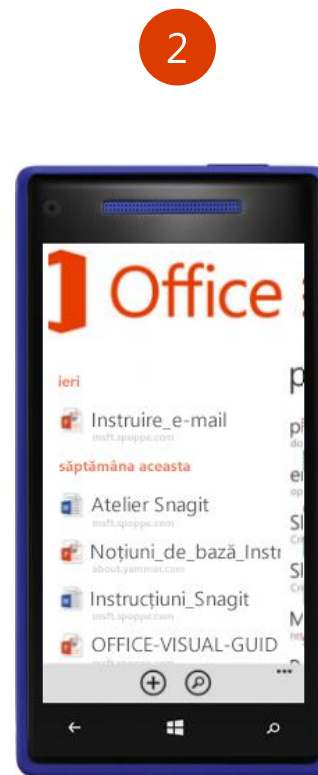 2
Office
ieri
Instruire_e-mail
msft.spoppe.com
săptămâna aceasta
Atelier Snagit
msft.spoppe.com
Noțiuni_de_bază_Instr
about.yammer.com
Instrucțiuni_Snagit
msft.spoppe.com
OFFICE-VISUAL-GUID